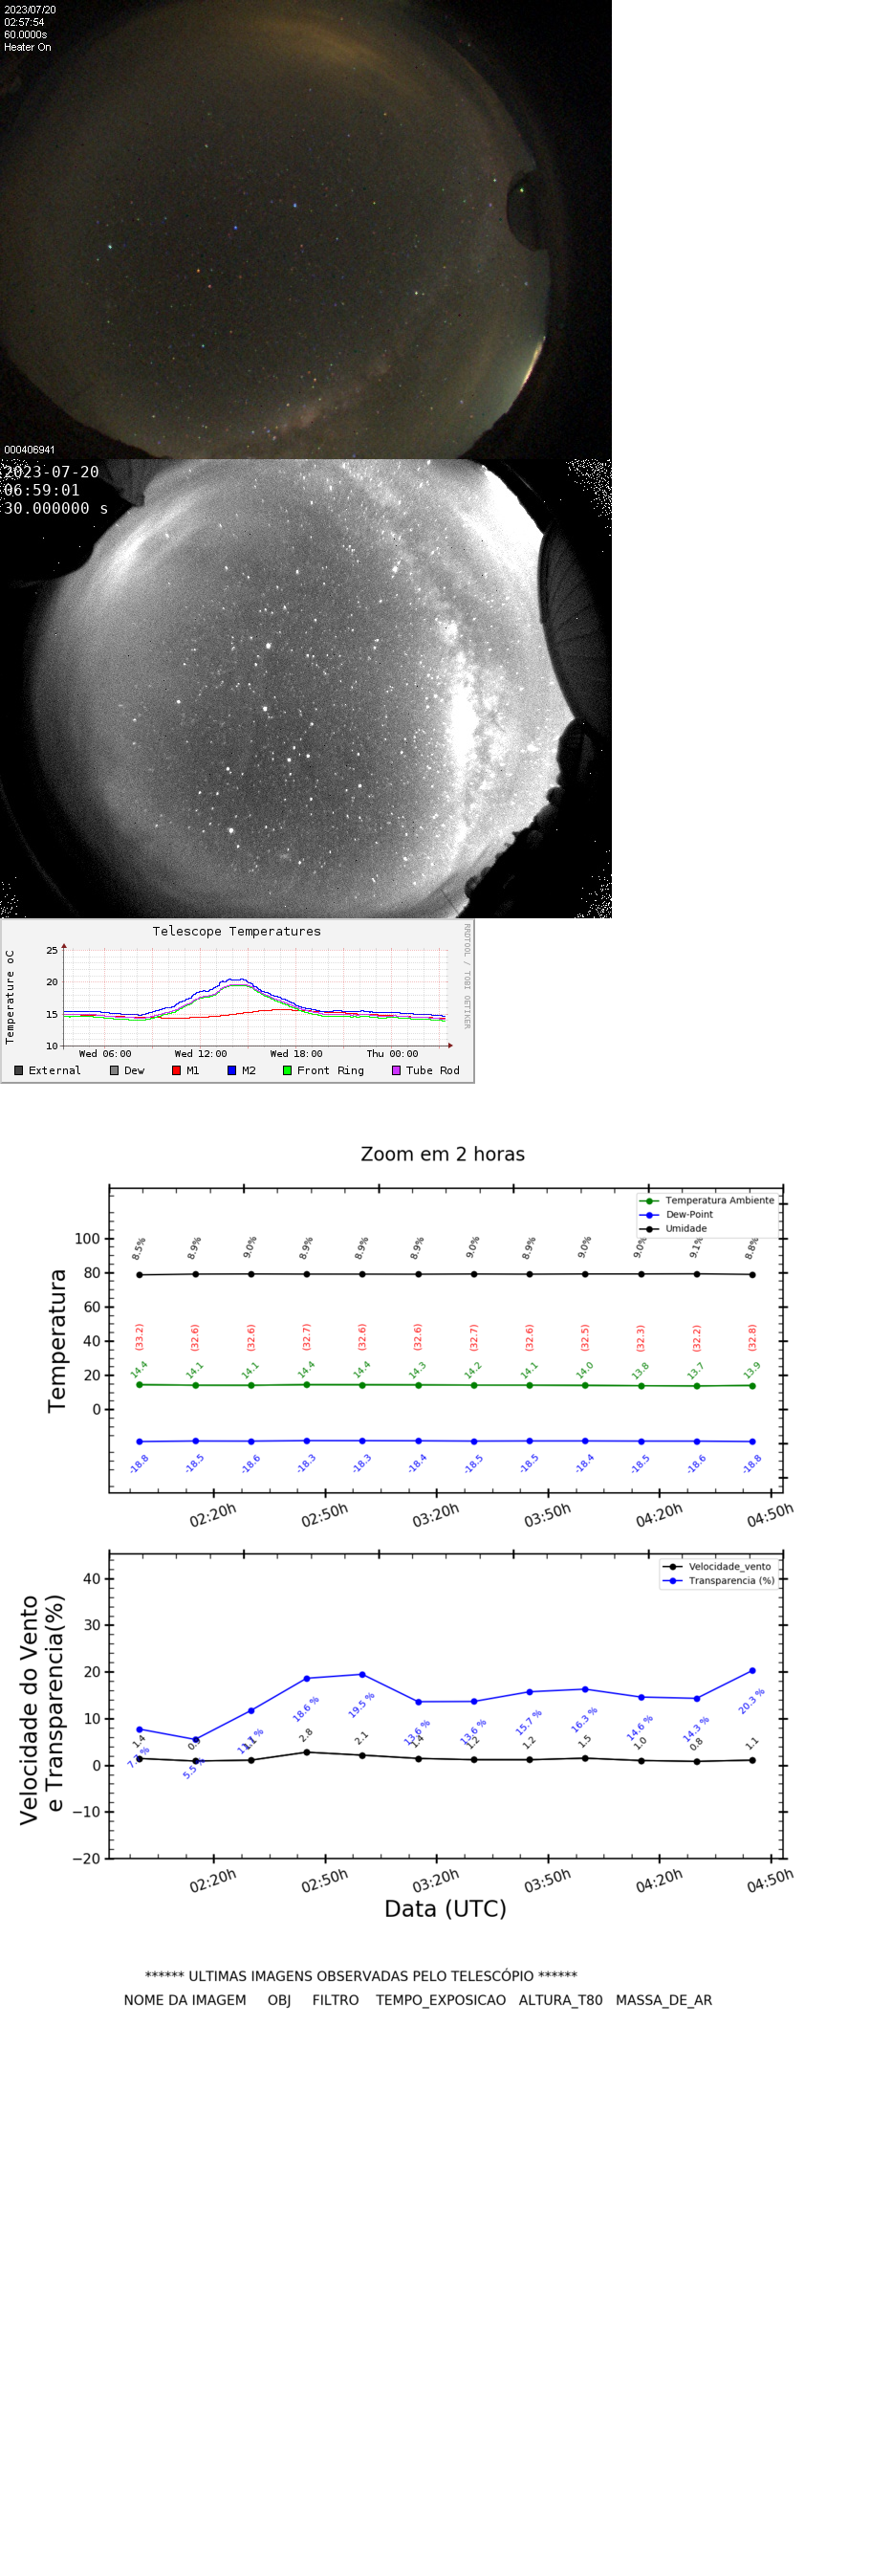 2023/07/20
02:57:54
60.0000s
Heater On
000406941
2023-07-20
06:59:01
30.000000 s
Telescope Temperatures
RRDTOOL / TOBI OETIKER
Temperature oC
25
20
15
10
Wed 06:00 Wed 12:00 Wed 18:00 Thu 00:00
External Dew M1 M2 Front Ring Tube Rod
Zoom em 2 horas
Temperatura Ambiente
Dew-Point
Umidade
Temperatura
100
80
60
40
20
0
8.5% 8.9% 9.0% 8.9% 8.9% 8.9% 9.0% 8.9% 9.0% 9.0% 9.1% 8.8%
(33.2) (32.6) (32.6) (32.7) (32.6) (32.6) (32.7) (32.6) (32.5) (32.3) (32.2) (32.8)
14.4 14.1 14.1 14.4 14.4 14.3 14.2 14.1 14.0 13.8 13.7 13.9
-18.8 -18.5 -18.6 -18.3 -18.3 -18.4 -18.5 -18.5 -18.4 -18.5 -18.6 -18.8
02:20h 02:50h 03:20h 03:50h 04:20h 04:50h
Velocidade_vento
Transparencia (%)
Velocidade do Vento
e Transparencia(%)
40
30
20
10
0
−10
−20
18.6 % 19.5 % 13.6 % 13.6 % 15.7 % 16.3 % 14.6 % 14.3 % 20.3 %
5.5 %
1.4 2.8 2.1 1.4 1.2 1.2 1.5 1.0 0.8 1.1
02:20h 02:50h 03:20h 03:50h 04:20h 04:50h
Data (UTC)
****** ULTIMAS IMAGENS OBSERVADAS PELO TELESCÓPIO ******
NOME DA IMAGEM OBJ FILTRO TEMPO_EXPOSICAO ALTURA_T80 MASSA_DE_AR